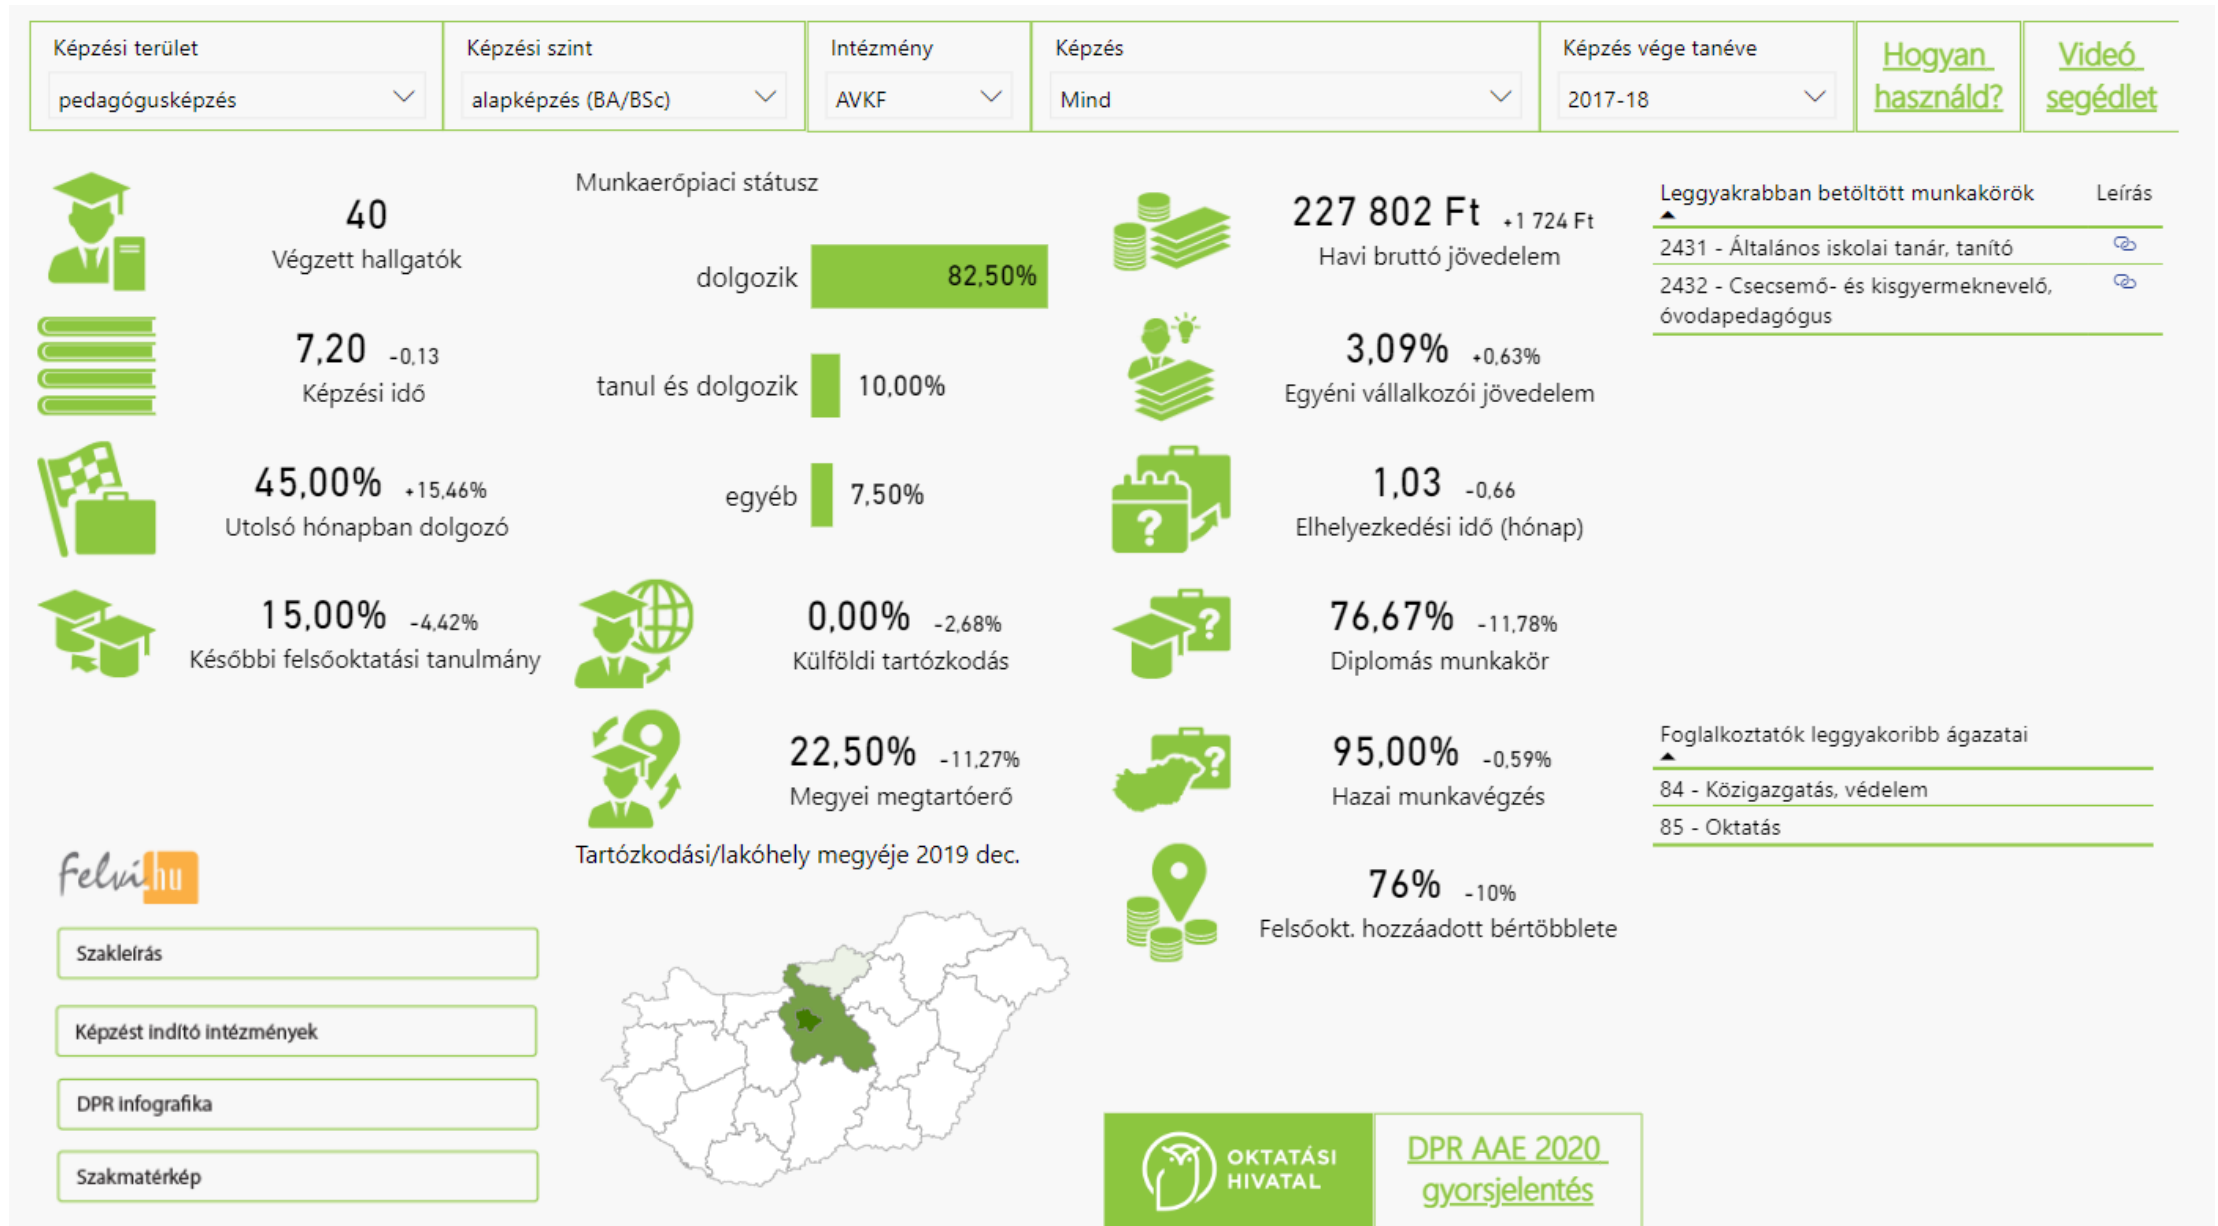 Képzési terület
pedagógusképzés
Képzési szint
alapképzés (BA/BSc)
Intézmény
AVKF
Képzés
Mind
Képzés vége tanéve
2017-18
Hogyan
használd?
Videó
segédlet
40
Végzett hallgatók
7,20 -0,13
Képzési idő
45,00% +15,46%
Utolsó hónapban dolgozó
15,00% -4,42%
Későbbi felsőoktatási tanulmány
Munkaerőpiaci státusz
dolgozik 82,50%
tanul és dolgozik 10,00%
egyéb 7,50%
0,00% -2,68%
Külföldi tartózkodás
22,50% -11,27%
Megyei megtartóerő
Tartózkodási/lakóhely megyéje 2019 dec.
227 802 Ft +1 724 Ft
Havi bruttó jövedelem
3,09% +0,63%
Egyéni vállalkozói jövedelem
1,03 -0,66
Elhelyezkedési idő (hónap)
76,67% -11,78%
Diplomás munkakör
95,00% -0,59%
Hazai munkavégzés
76% -10%
Felsőokt. hozzáadott bértöbblete
Leggyakrabban betöltött munkakörök Leírás
2431 - Általános iskolai tanár, tanító
2432 - Csecsemő- és kisgyermeknevelő,
óvodapedagógus
Foglalkoztatók leggyakoribb ágazatai
84 - Közigazgatás, védelem
85 - Oktatás
felvi.hu
Szakleírás
Képzést indító intézmények
DPR infografika
Szakmatérkép
OKTATÁSI
HIVATAL
DPR AAE 2020
gyorsjelentés